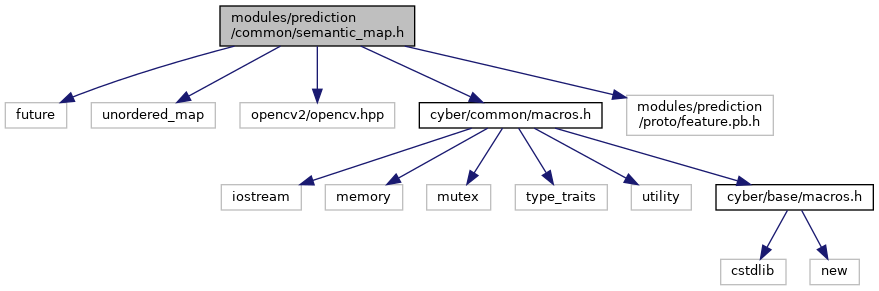 modules/prediction
/common/semantic_map.h
future
unordered_map
opencv2/opencv.hpp
cyber/common/macros.h
modules/prediction
/proto/feature.pb.h
iostream
memory
mutex
type_traits
utility
cyber/base/macros.h
cstdlib
new